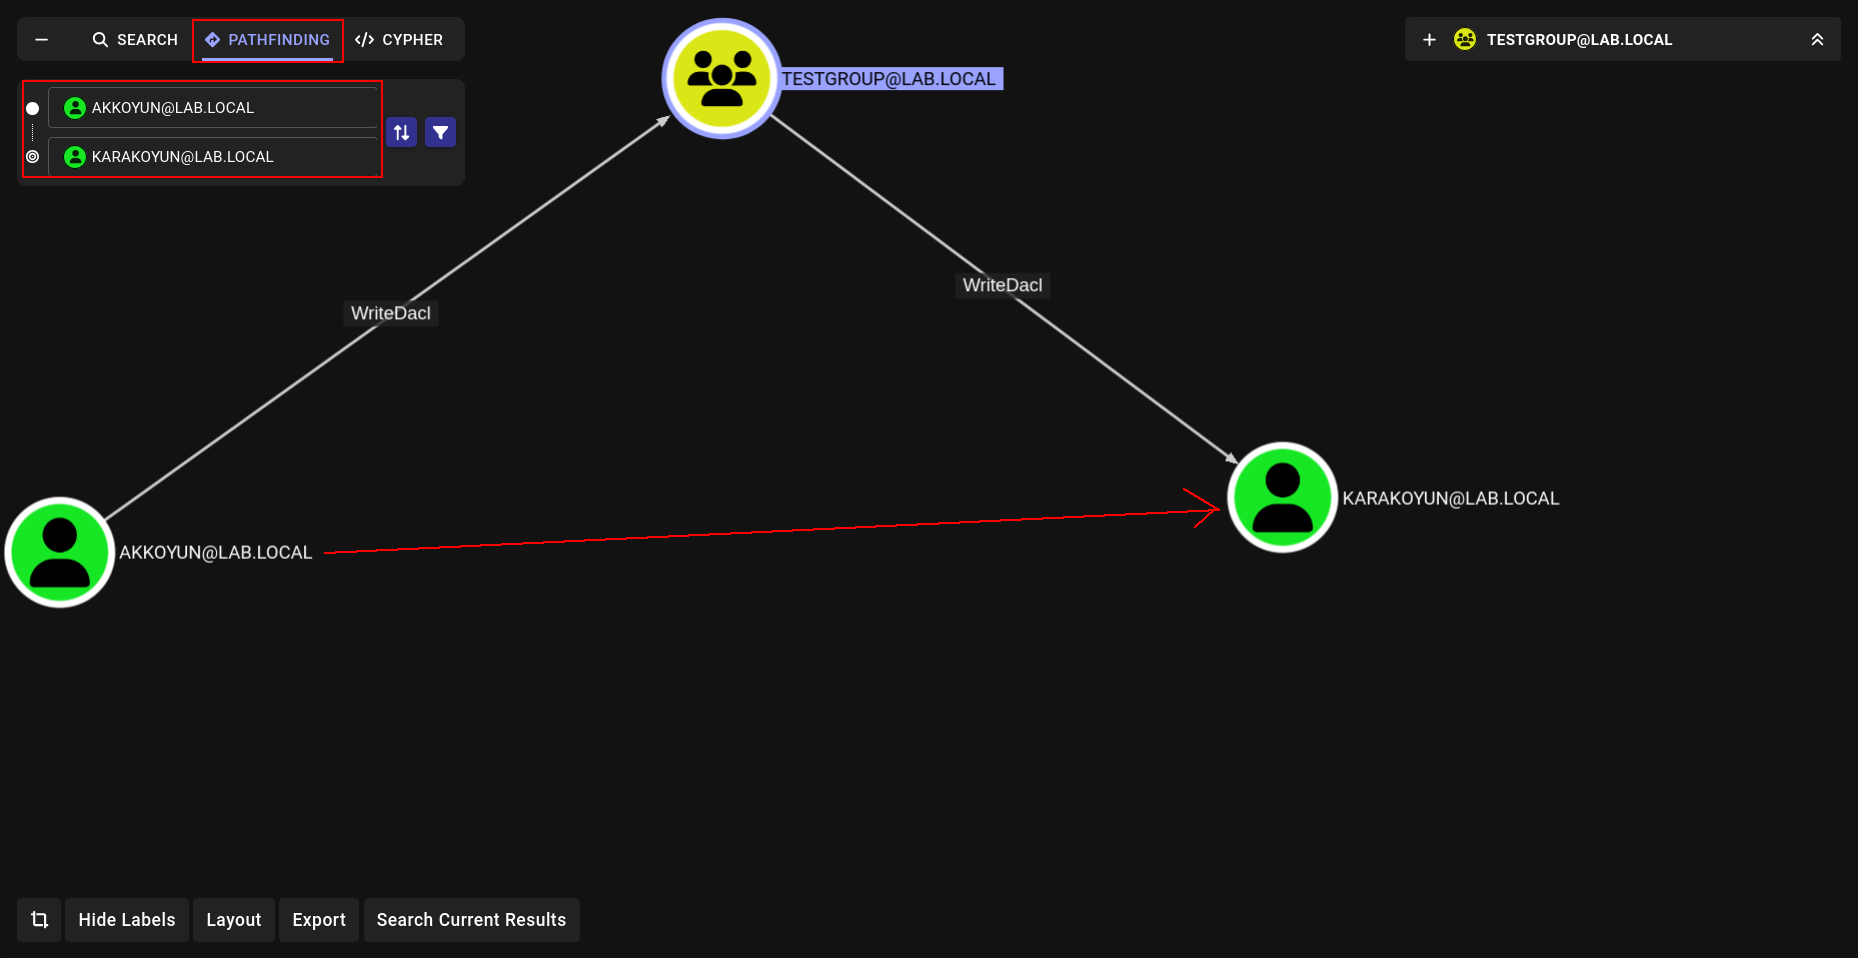 SEARCH PATHFINDING </> CYPHER
AKKOYUN@LAB.LOCAL
KARAKOYUN@LAB.LOCAL
TESTGROUP@LAB.LOCAL
TESTGROUP@LAB.LOCAL
WriteDacl
WriteDacl
AKKOYUN@LAB.LOCAL
KARAKOYUN@LAB.LOCAL
Hide Labels Layout Export Search Current Results